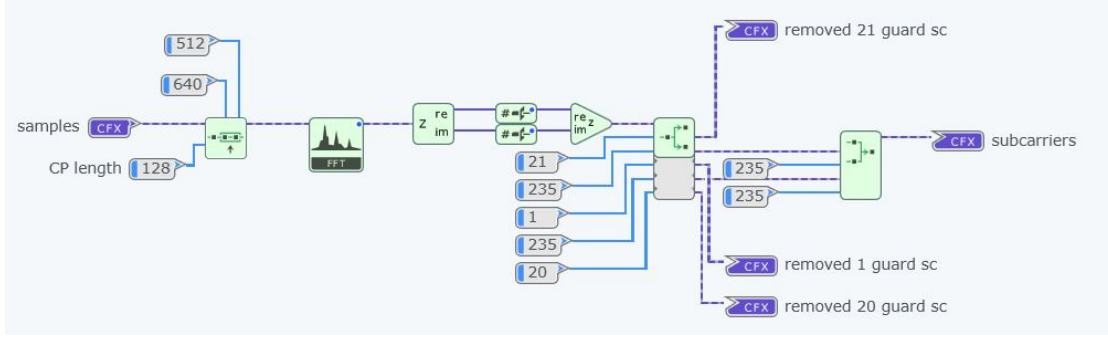 CFX removed 21 guard sc
512
640
samples CFX
CP length 128
FFT
z re im
#
#
re im z
21
235
1
235
20
235
235
CFX subcarriers
CFX removed 1 guard sc
CFX removed 20 guard sc